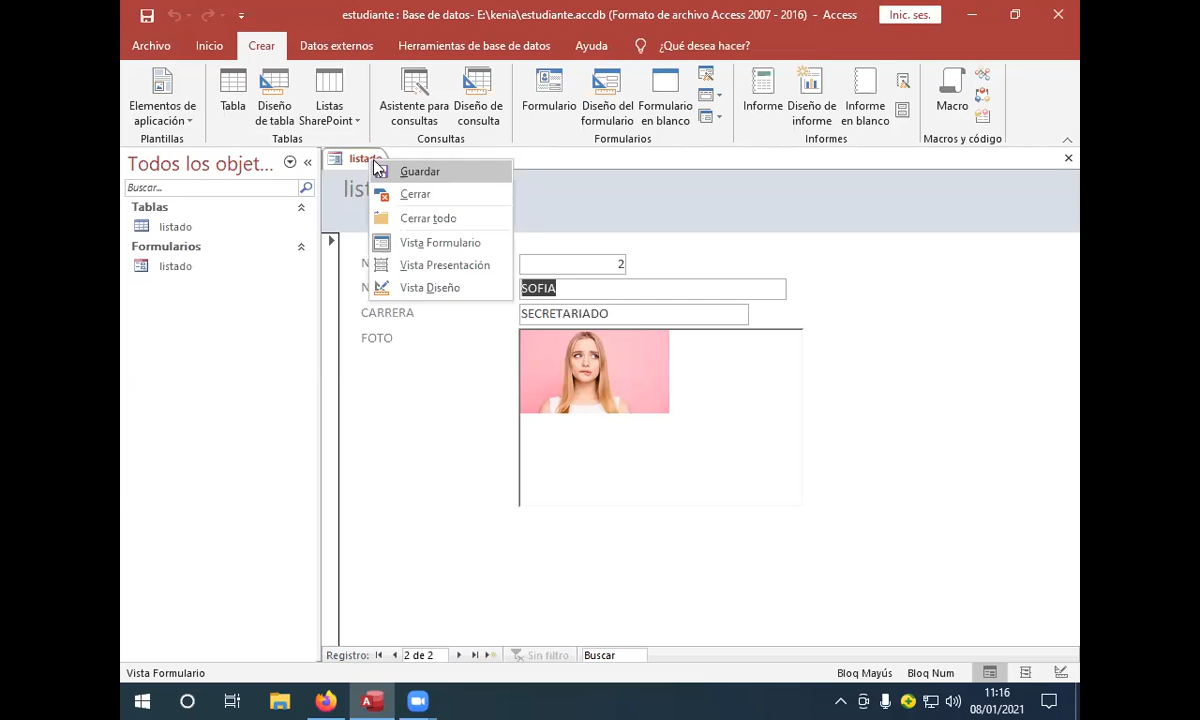 estudiante : Base de datos- E:\kenia\estudiante.accdb (Formato de archivo Access 2007 - 2016) - Access
Inic. ses.
Archivo Inicio Crear Datos externos Herramientas de base de datos Ayuda ¿Qué desea hacer?
Elementos de aplicación
Tabla
Diseño de tabla
Listas SharePoint
Asistente para consultas
Diseño de consulta
Formulario
Diseño del formulario
Formulario en blanco
Informe
Diseño de informe
Informe en blanco
Macro
Plantillas Tablas Consultas Formularios Informes Macros y código
Todos los objet...
Buscar...
Tablas
listado
Formularios
listado
listado
list
Guardar
Cerrar
Cerrar todo
Vista Formulario
Vista Presentación
Vista Diseño
N 2
N SOFIA
CARRERA SECRETARIADO
FOTO
Registro: 2 de 2 Sin filtro Buscar
Vista Formulario Bloq Mayús Bloq Num
11:16
08/01/2021